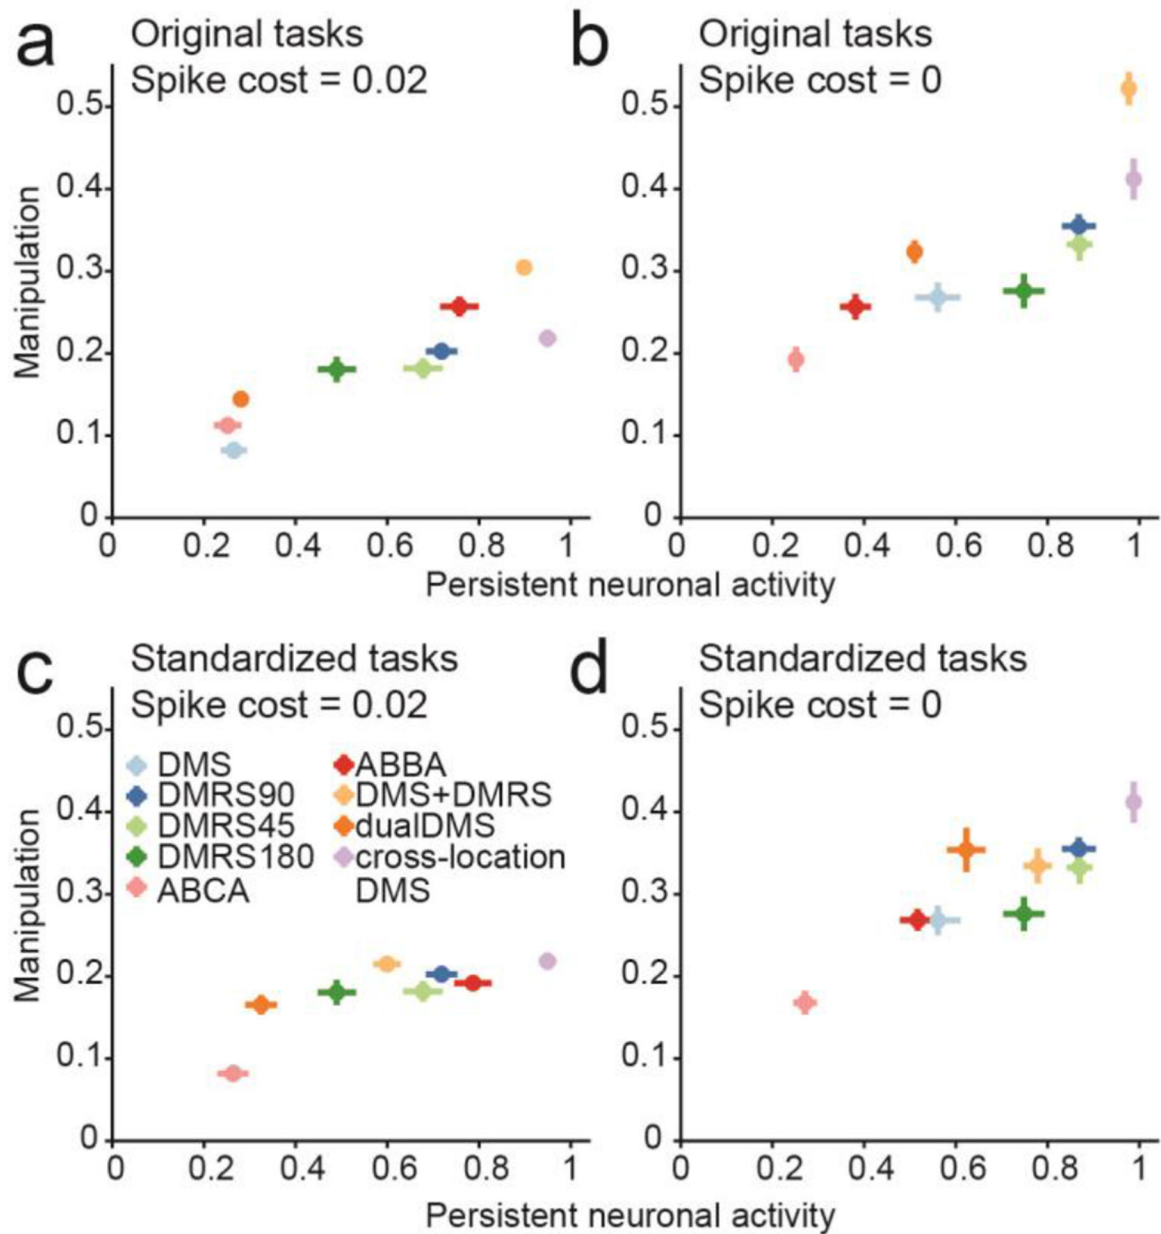 a
Original tasks
Spike cost = 0.02
0.5
0.4
0.3
0.2
0.1
0
Manipulation
0 0.2 0.4 0.6 0.8 1
b
Original tasks
Spike cost = 0
0.5
0.4
0.3
0.2
0.1
0
0 0.2 0.4 0.6 0.8 1
Persistent neuronal activity
c
Standardized tasks
Spike cost = 0.02
0.5
0.4
0.3
0.2
0.1
0
Manipulation
DMS
DMRS90
DMRS45
DMRS180
ABCA
ABBA
DMS+DMRS
dualDMS
cross-location
DMS
0 0.2 0.4 0.6 0.8 1
d
Standardized tasks
Spike cost = 0
0.5
0.4
0.3
0.2
0.1
0
0 0.2 0.4 0.6 0.8 1
Persistent neuronal activity